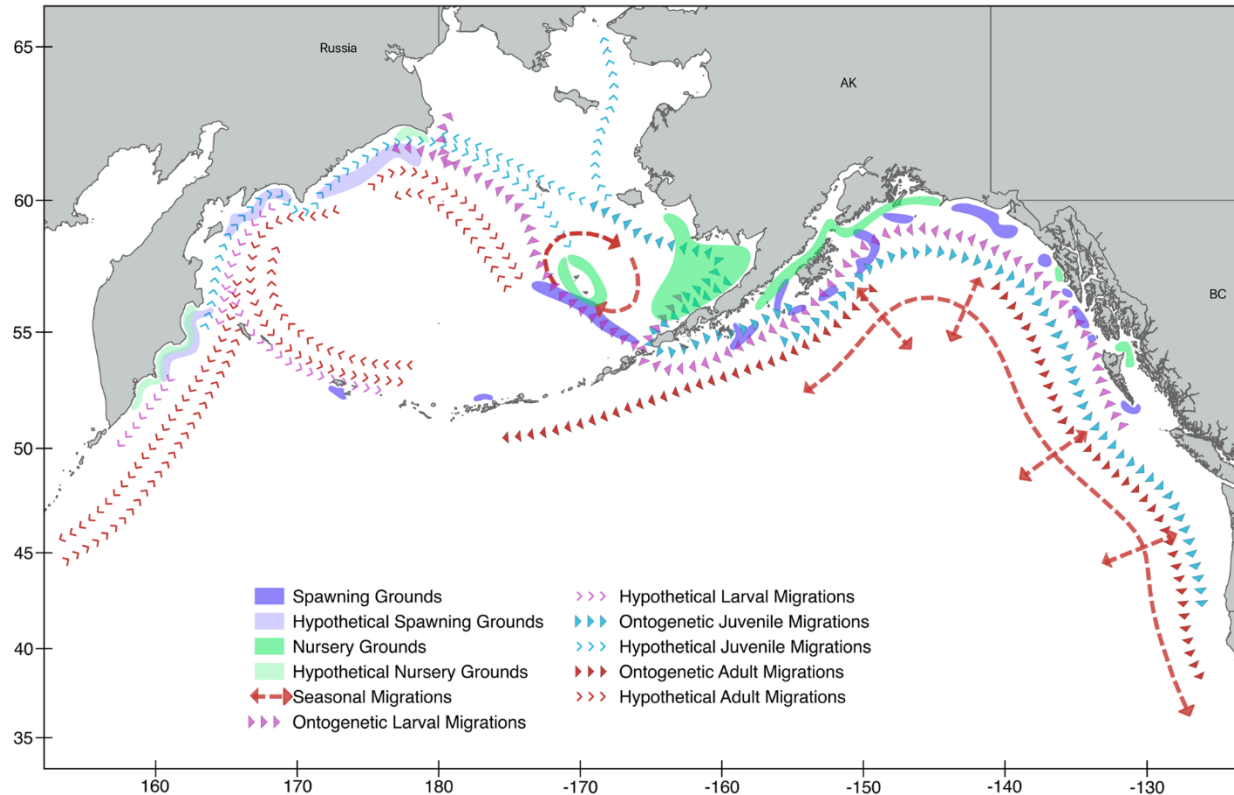 65
Russia
AK
60
BC
55
50
45
40
35
Spawning Grounds
Hypothetical Spawning Grounds
Nursery Grounds
Hypothetical Nursery Grounds
Seasonal Migrations
Ontogenetic Larval Migrations
Hypothetical Larval Migrations
Ontogenetic Juvenile Migrations
Hypothetical Juvenile Migrations
Ontogenetic Adult Migrations
Hypothetical Adult Migrations
160 170 180 -170 -160 -150 -140 -130